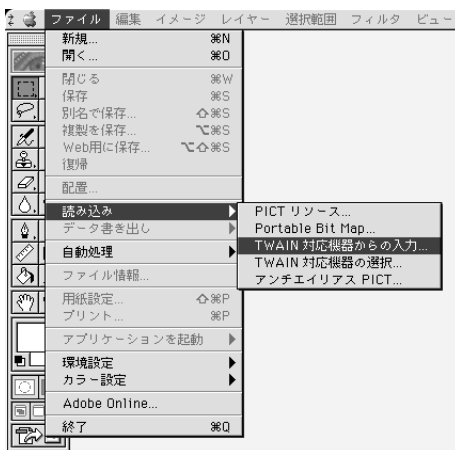 ファイル 編集 イメージ レイヤー 選択範囲 フィルタ ビュー
新規... ⌘N
開く... ⌘O
閉じる ⌘W
保存 ⌘S
別名で保存... ⇧⌘S
複製を保存... ⌥⌘S
Web用に保存... ⌥⇧⌘S
復帰
配置...
読み込み
PICT リソース...
Portable Bit Map...
TWAIN 対応機器からの入力...
TWAIN 対応機器の選択...
アンチエイリアス PICT...
データ書き出し
自動処理
ファイル情報...
用紙設定... ⇧⌘P
プリント... ⌘P
アプリケーションを起動
環境設定
カラー設定
Adobe Online...
終了 ⌘Q